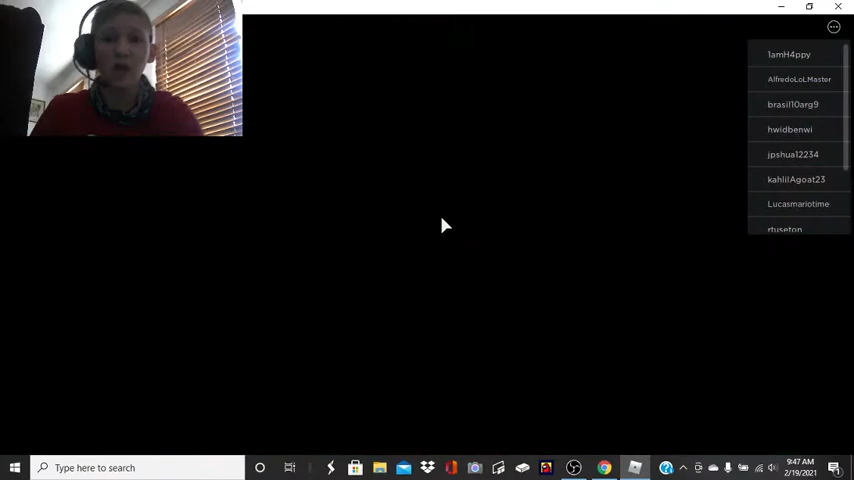 1amH4ppy
AlfredoLoLMaster
brasil10arg9
hwidbenwi
jpshua12234
kahlilAgoat23
Lucasmariotime
rtuseton
Type here to search
9:47 AM
2/19/2021